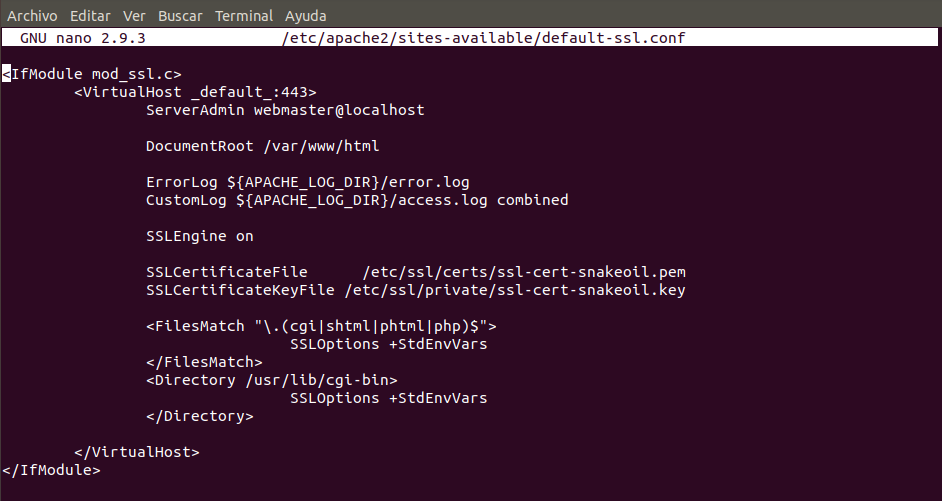 Archivo Editar Ver Buscar Terminal Ayuda
GNU nano 2.9.3 /etc/apache2/sites-available/default-ssl.conf
<IfModule mod_ssl.c>
<VirtualHost _default_:443>
ServerAdmin webmaster@localhost
DocumentRoot /var/www/html
ErrorLog ${APACHE_LOG_DIR}/error.log
CustomLog ${APACHE_LOG_DIR}/access.log combined
SSLEngine on
SSLCertificateFile /etc/ssl/certs/ssl-cert-snakeoil.pem
SSLCertificateKeyFile /etc/ssl/private/ssl-cert-snakeoil.key
<FilesMatch "\.(cgi|shtml|phtml|php)$">
SSLOptions +StdEnvVars
</FilesMatch>
<Directory /usr/lib/cgi-bin>
SSLOptions +StdEnvVars
</Directory>
</VirtualHost>
</IfModule>